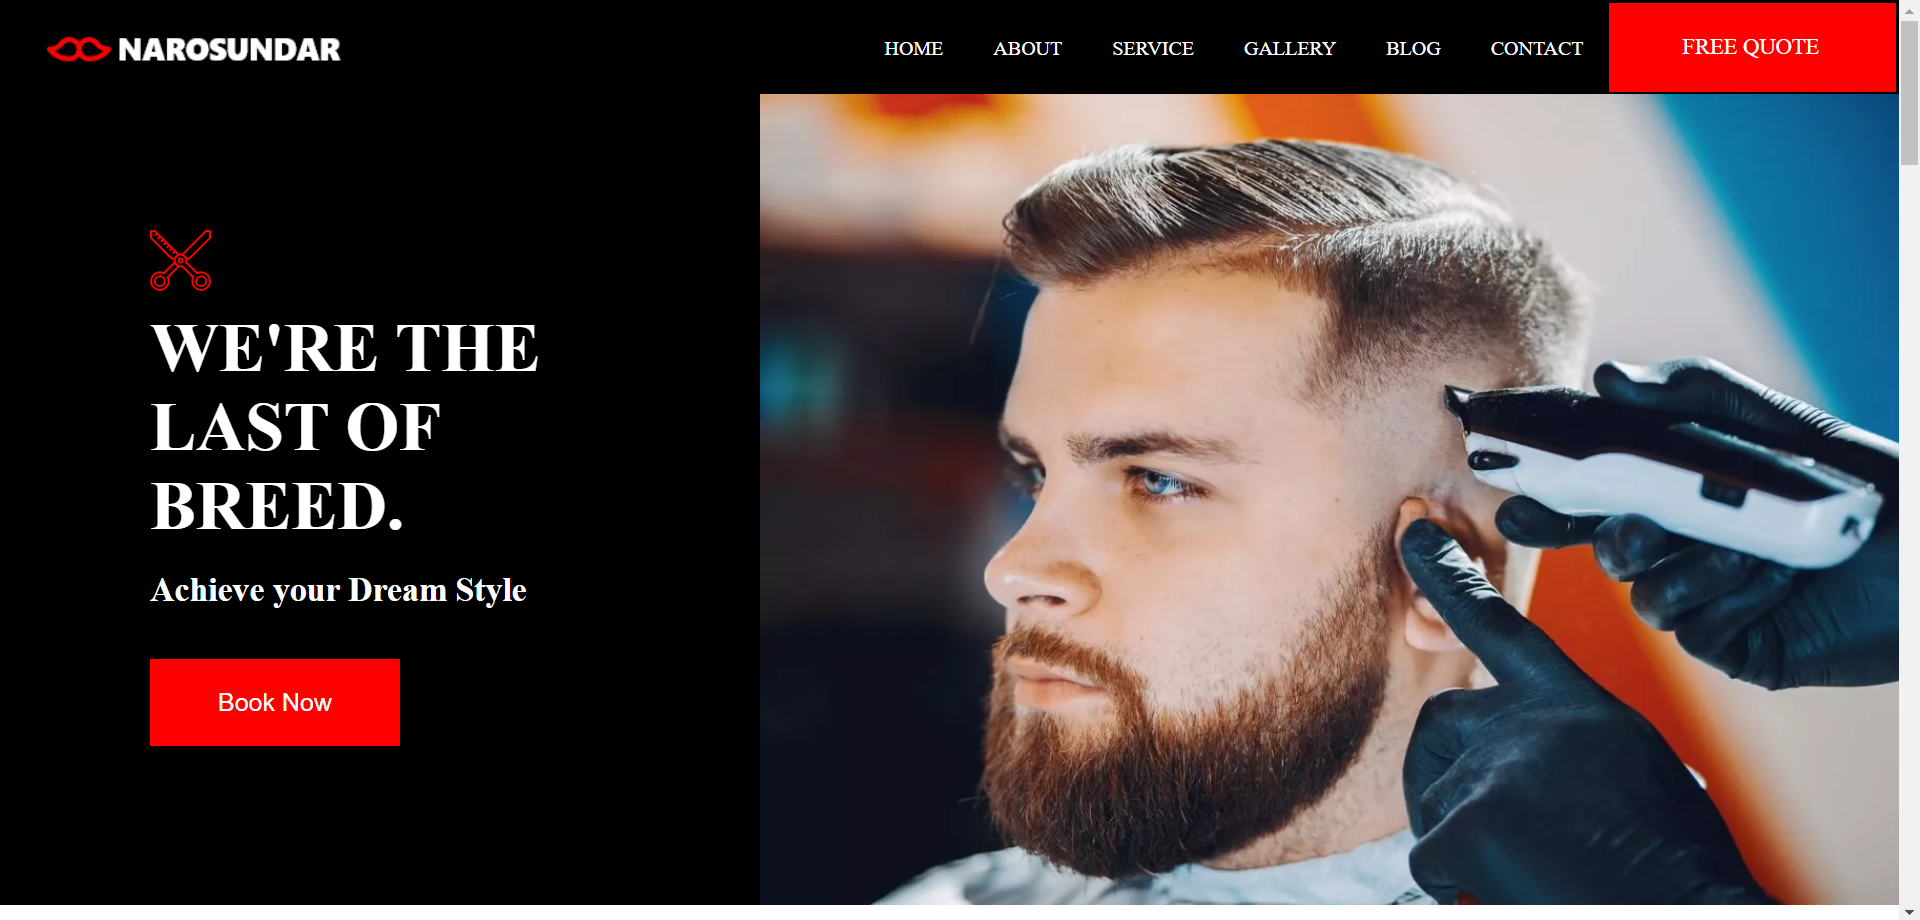 NAROSUNDAR
HOME ABOUT SERVICE GALLERY BLOG CONTACT FREE QUOTE
WE'RE THE
LAST OF
BREED.
Achieve your Dream Style
Book Now